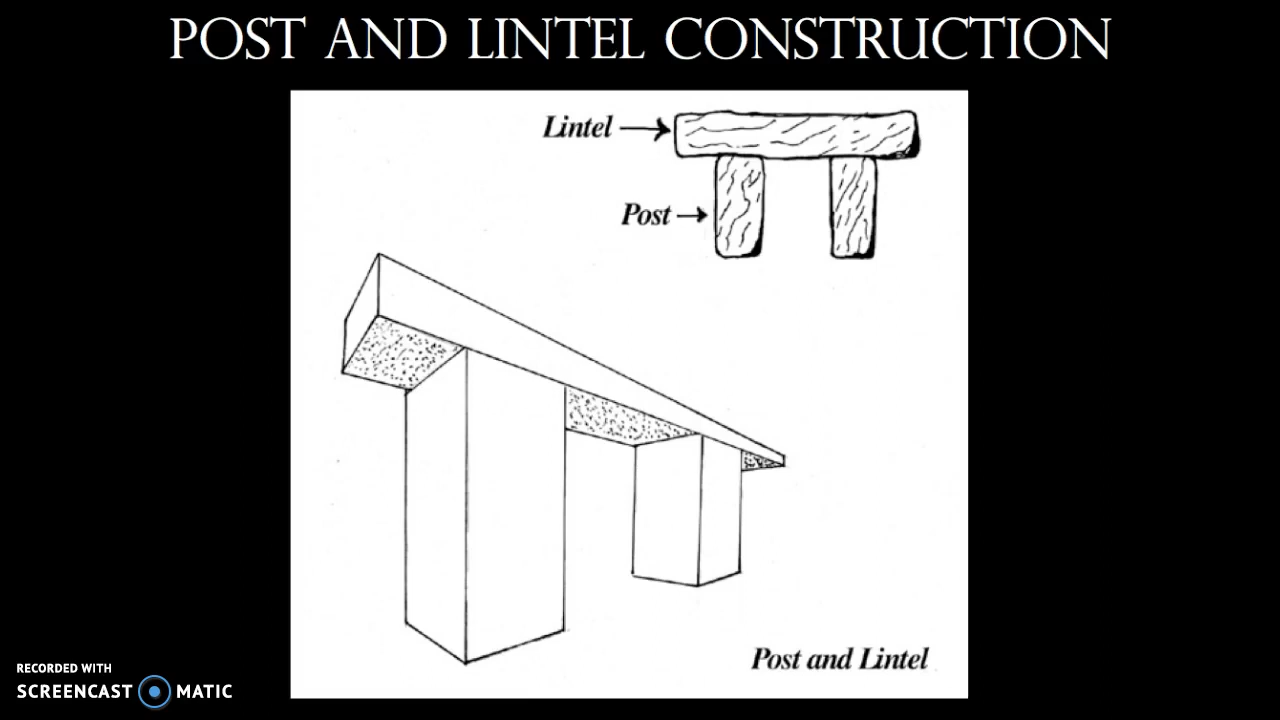 POST AND LINTEL CONSTRUCTION
Lintel
Post
Post and Lintel
RECORDED WITH
SCREENCAST MATIC